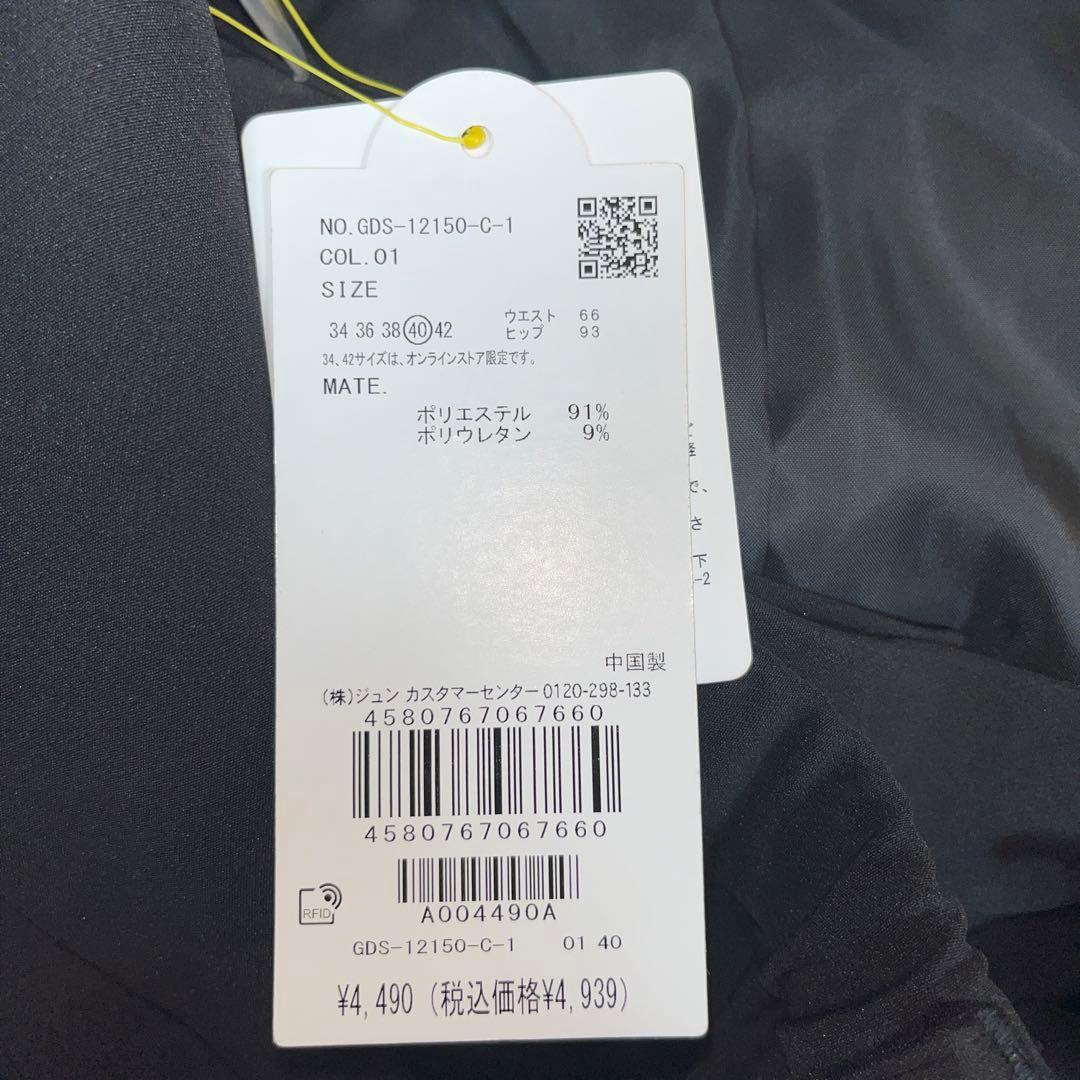 NO.GDS-12150-C-1
COL.01
SIZE
34 36 38 40 42
ウエスト 66
ヒップ 93
34、42サイズは、オンラインストア限定です。
MATE.
ポリエステル 91%
ポリウレタン 9%
で、
さ
下
-2
中国製
(株)ジュン カスタマーセンター 0120-298-133
4580767067660
4580767067660
RFID
A004490A
GDS-12150-C-1 01 40
¥4,490 (税込価格¥4,939)